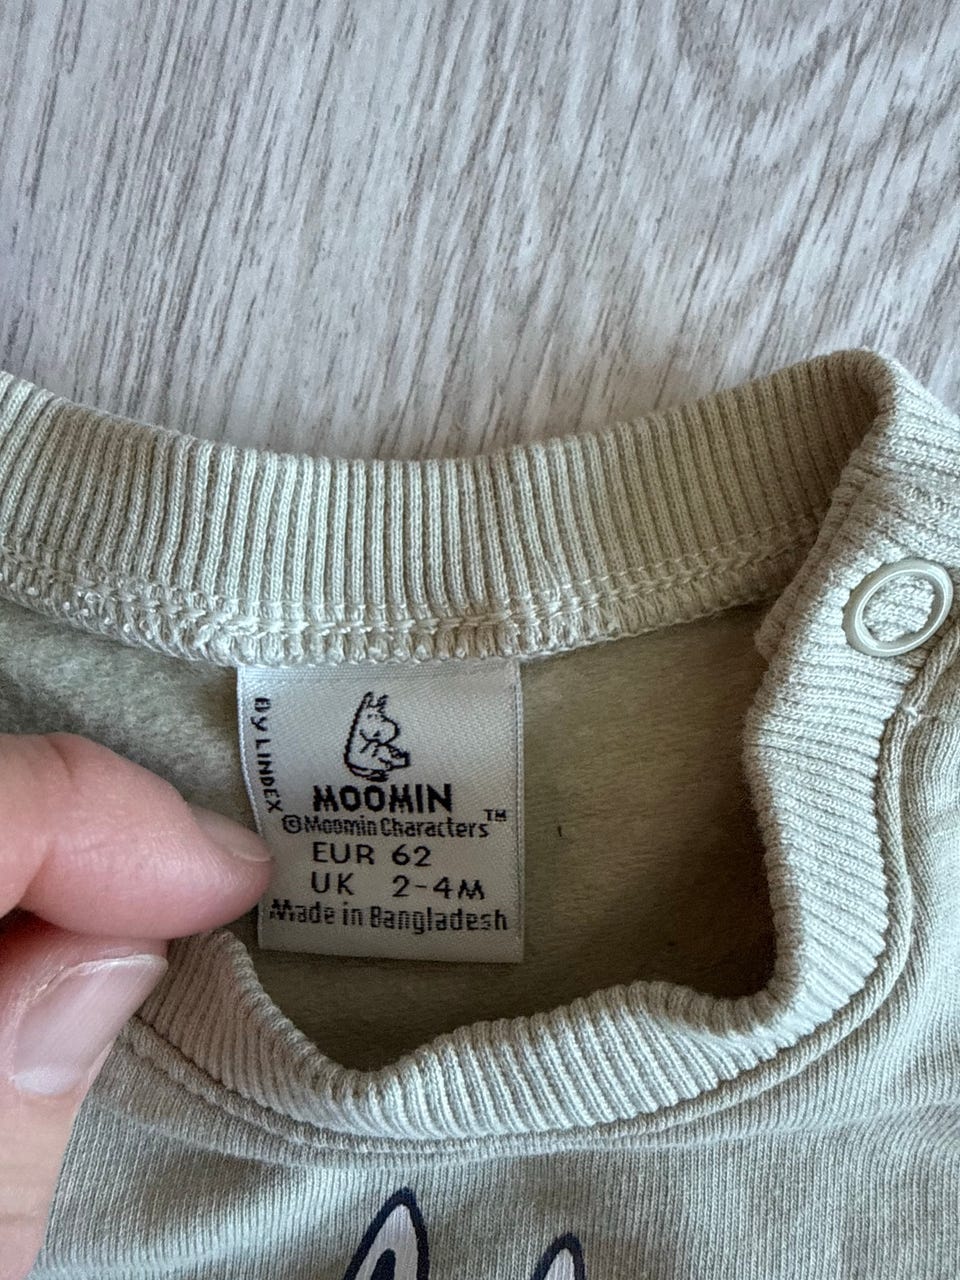 By LINDEX
MOOMIN
©Moomin Characters™
EUR 62
UK 2-4M
Made in Bangladesh